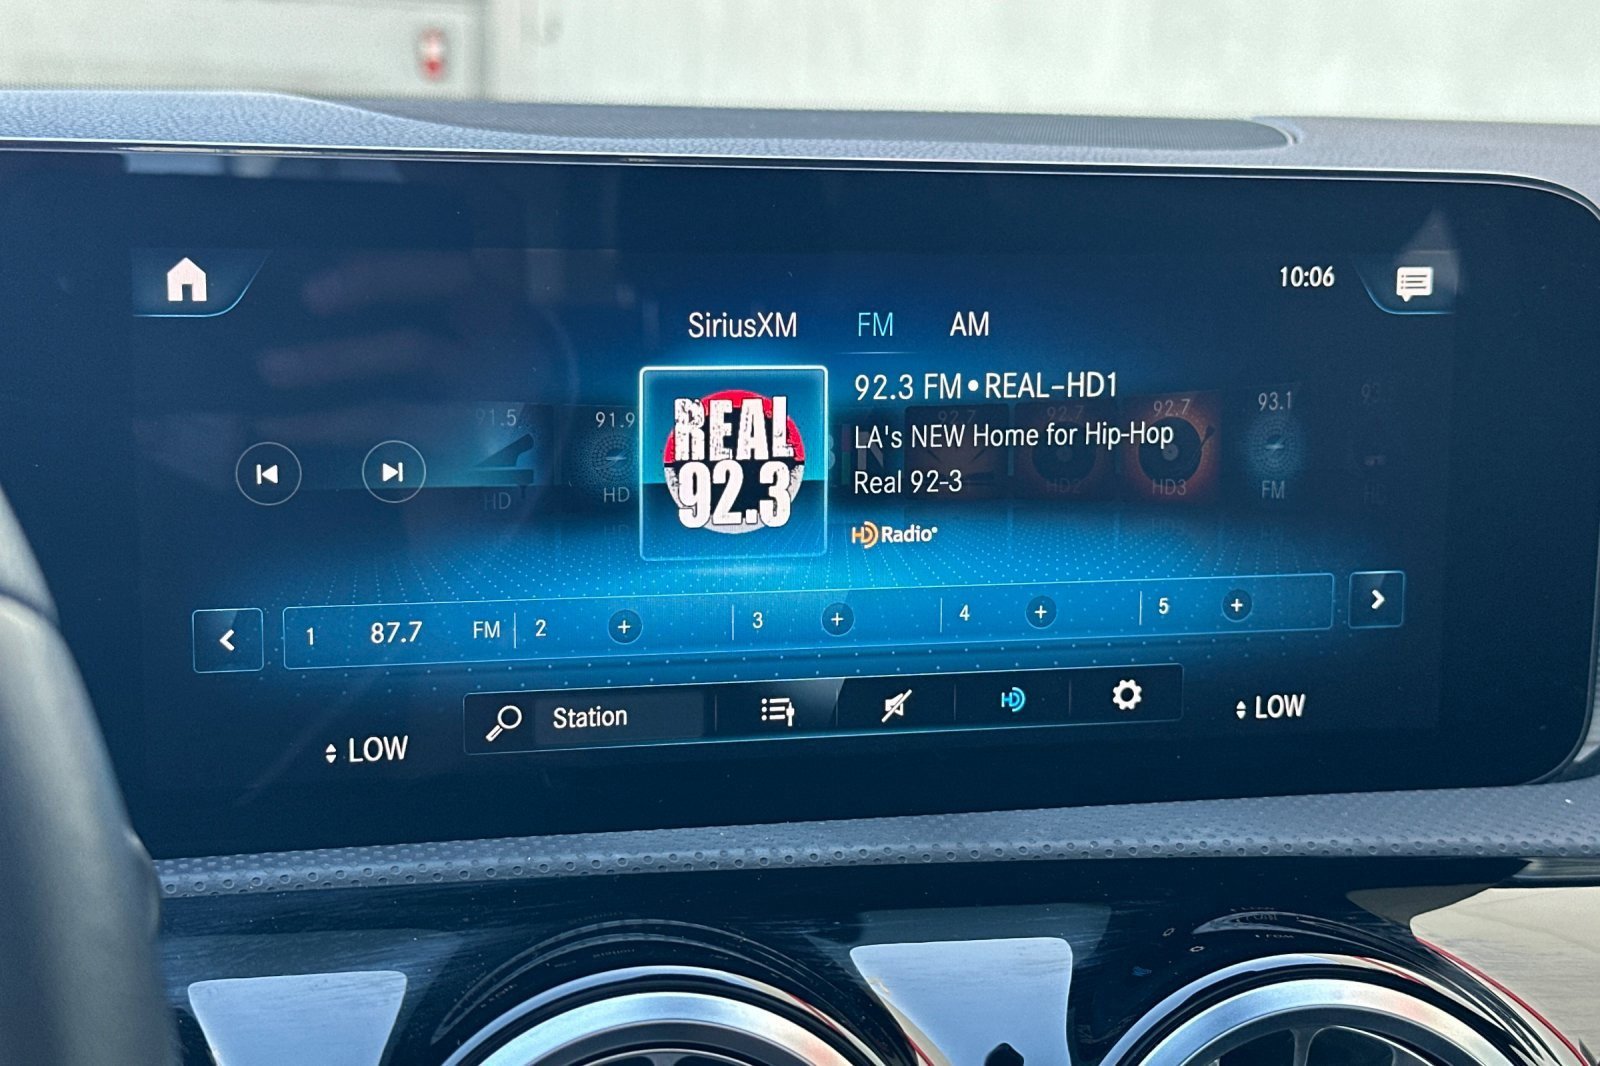 10:06
SiriusXM FM AM
92.3 FM•REAL-HD1
LA's NEW Home for Hip-Hop
Real 92-3
HD Radio
REAL
92.3
91.5
HD
91.9
HD
92.7
92.7
HD2
92.7
HD3
93.1
FM
1 87.7 FM 2 + 3 + 4 + 5 +
Station
HD
LOW
LOW